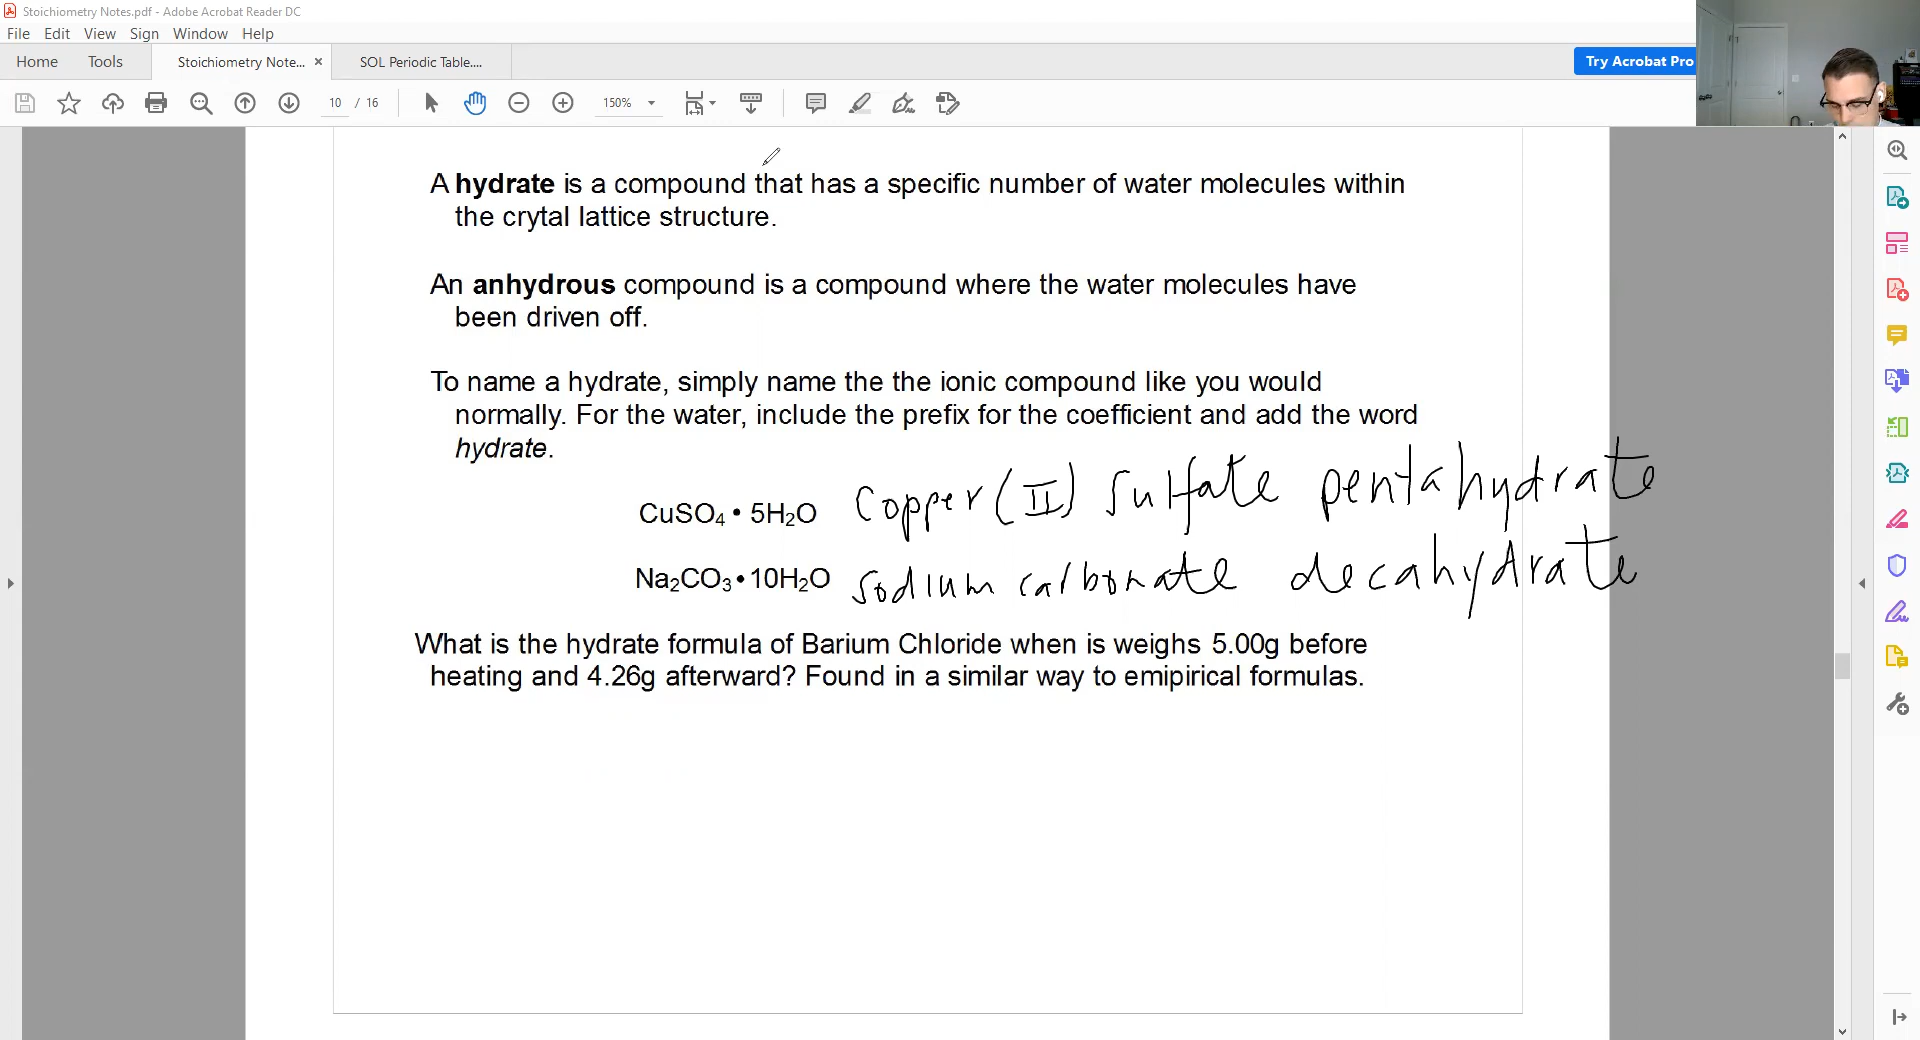 Stoichiometry Notes.pdf - Adobe Acrobat Reader DC
File Edit View Sign Window Help
Home Tools Stoichiometry Note... × SOL Periodic Table.... Try Acrobat Pro
10 / 16 150%
A hydrate is a compound that has a specific number of water molecules within
the crytal lattice structure.
An anhydrous compound is a compound where the water molecules have
been driven off.
To name a hydrate, simply name the the ionic compound like you would
normally. For the water, include the prefix for the coefficient and add the word
hydrate.
CuSO₄ • 5H₂O copper (II) sulfate pentahydrate
Na₂CO₃ • 10H₂O sodium carbonate decahydrate
What is the hydrate formula of Barium Chloride when is weighs 5.00g before
heating and 4.26g afterward? Found in a similar way to emipirical formulas.